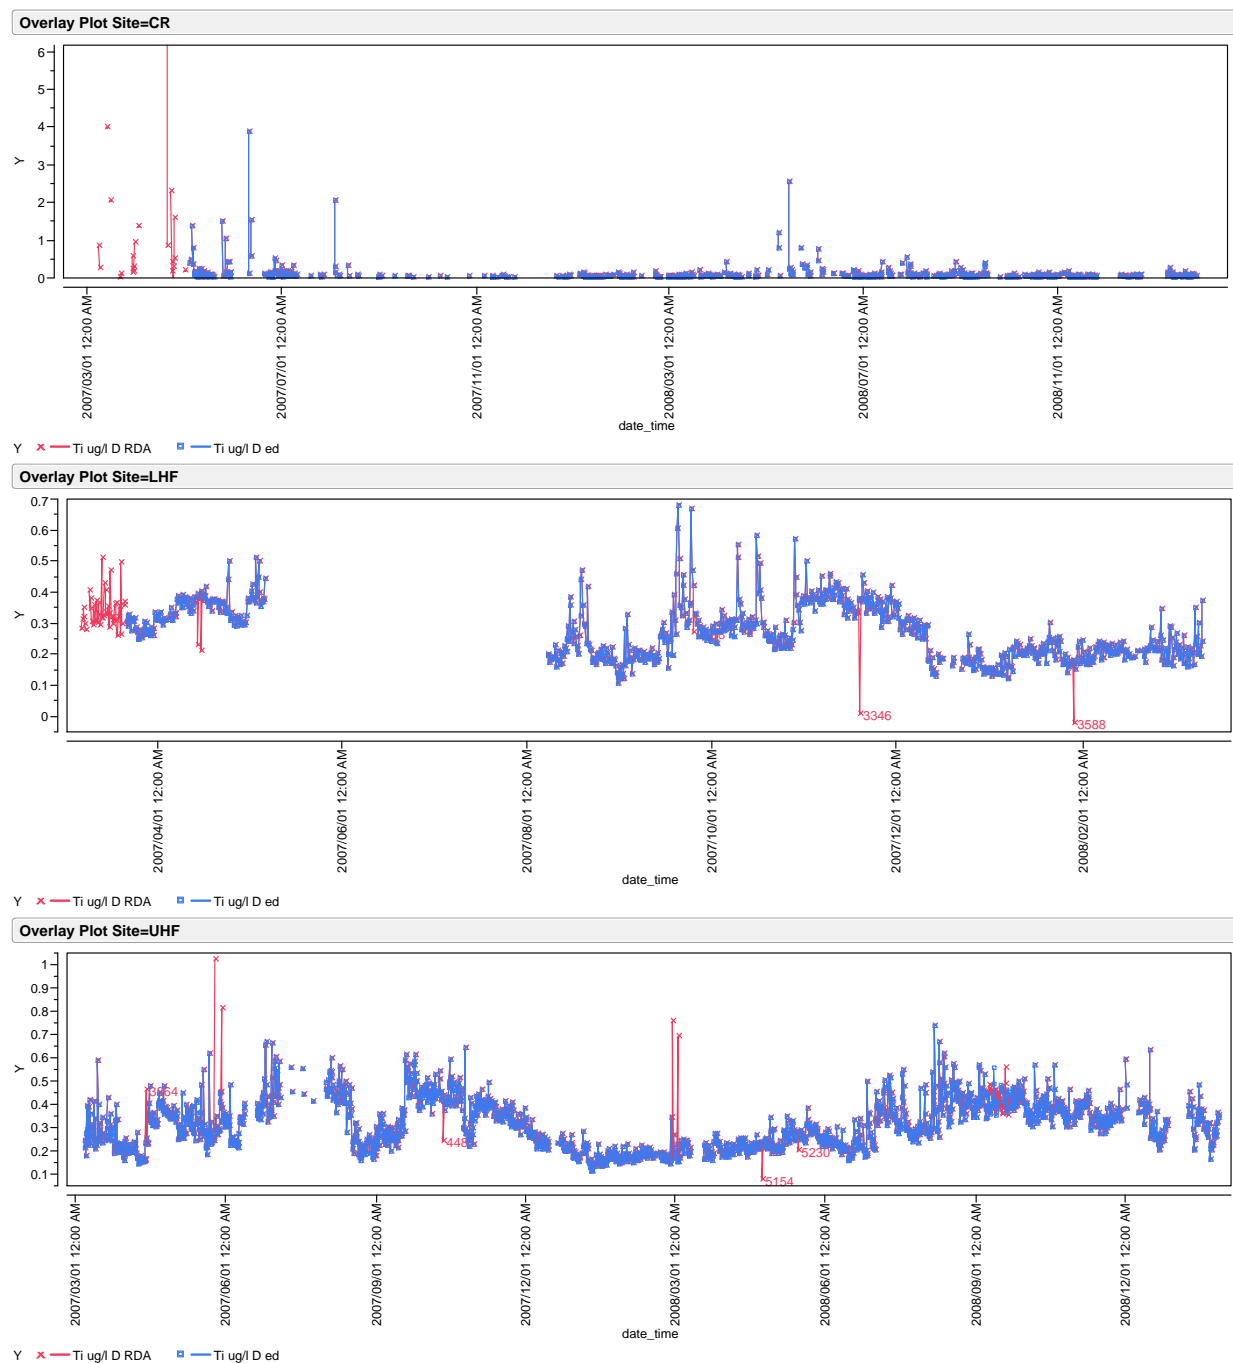 Overlay Plot Site=CR
6
5
4
3
2
1
0
Y
2007/03/01 12:00 AM
2007/07/01 12:00 AM
2007/11/01 12:00 AM
2008/03/01 12:00 AM
2008/07/01 12:00 AM
2008/11/01 12:00 AM
date_time
Y Ti ug/l D RDA Ti ug/l D ed
Overlay Plot Site=LHF
0.7
0.6
0.5
0.4
0.3
0.2
0.1
0
Y
3346
3588
2007/04/01 12:00 AM
2007/06/01 12:00 AM
2007/08/01 12:00 AM
2007/10/01 12:00 AM
2007/12/01 12:00 AM
2008/02/01 12:00 AM
date_time
Y Ti ug/l D RDA Ti ug/l D ed
Overlay Plot Site=UHF
1
0.9
0.8
0.7
0.6
0.5
0.4
0.3
0.2
0.1
Y
5230
5154
2007/03/01 12:00 AM
2007/06/01 12:00 AM
2007/09/01 12:00 AM
2007/12/01 12:00 AM
2008/03/01 12:00 AM
2008/06/01 12:00 AM
2008/09/01 12:00 AM
2008/12/01 12:00 AM
date_time
Y Ti ug/l D RDA Ti ug/l D ed